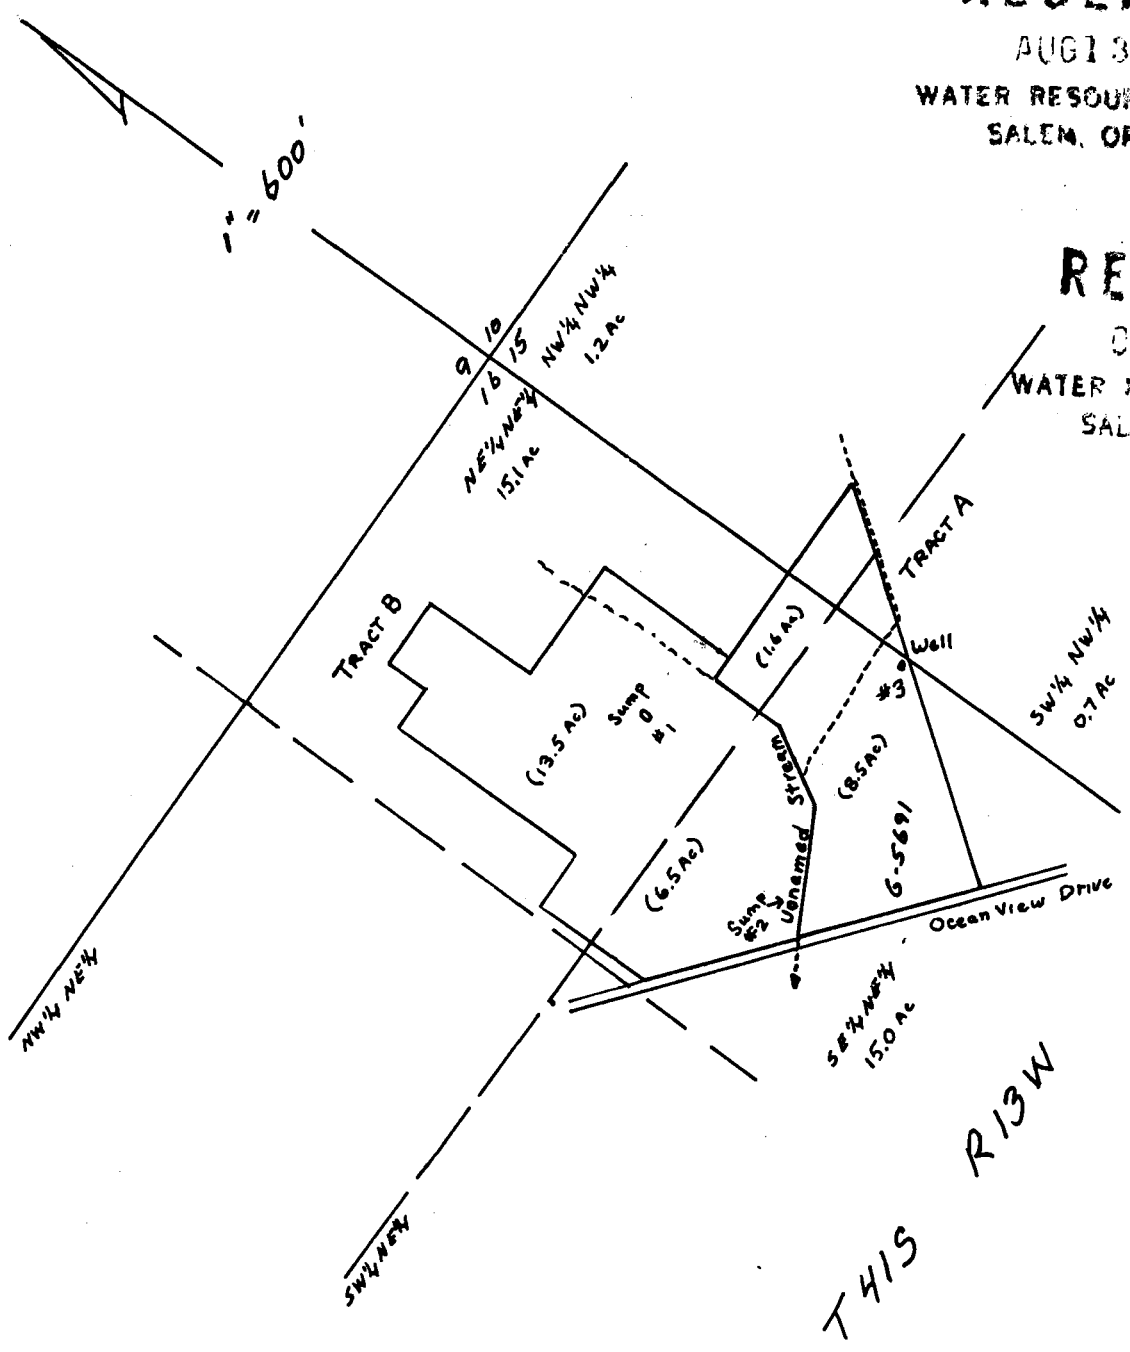 AUG 13
WATER RESOU
SALEM, OR
1" = 600'
RE
WATER
SAL
10
9
15
16
NW¼ NW¼
1.2 Ac
NE¼ NE¼
15.1 Ac
TRACT A
TRACT B
(1.6 Ac)
Well
#3
SW¼ NW¼
0.7 Ac
Sump
#1
(13.5 Ac)
Unnamed Stream
(8.5 Ac)
(6.5 Ac)
G-5691
Sump
#2
Ocean View Drive
NW¼ NE¼
SE¼ NE¼
15.0 Ac
SW¼ NE¼
R 13 W
T 41 S